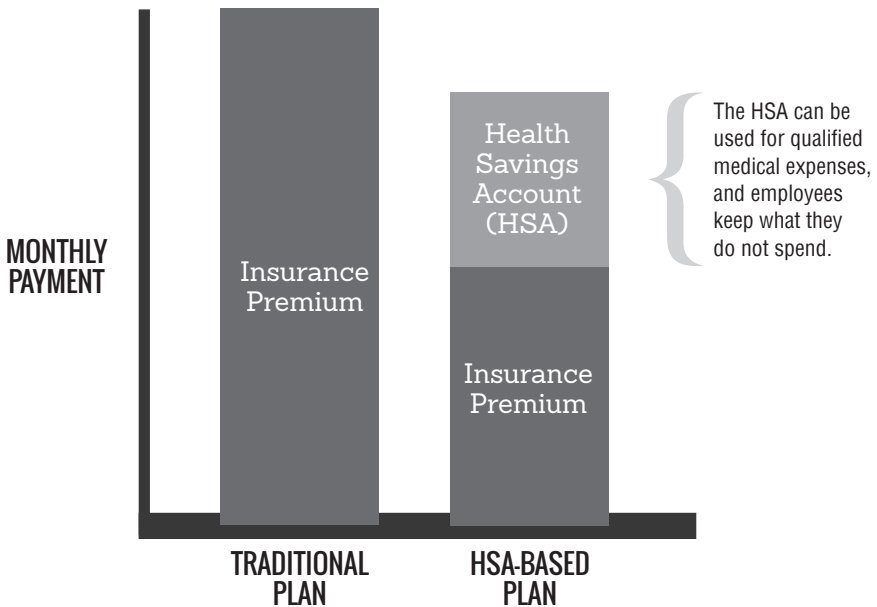 MONTHLY
PAYMENT
Insurance
Premium
Health
Savings
Account
(HSA)
Insurance
Premium
The HSA can be
used for qualified
medical expenses,
and employees
keep what they
do not spend.
TRADITIONAL
PLAN
HSA-BASED
PLAN